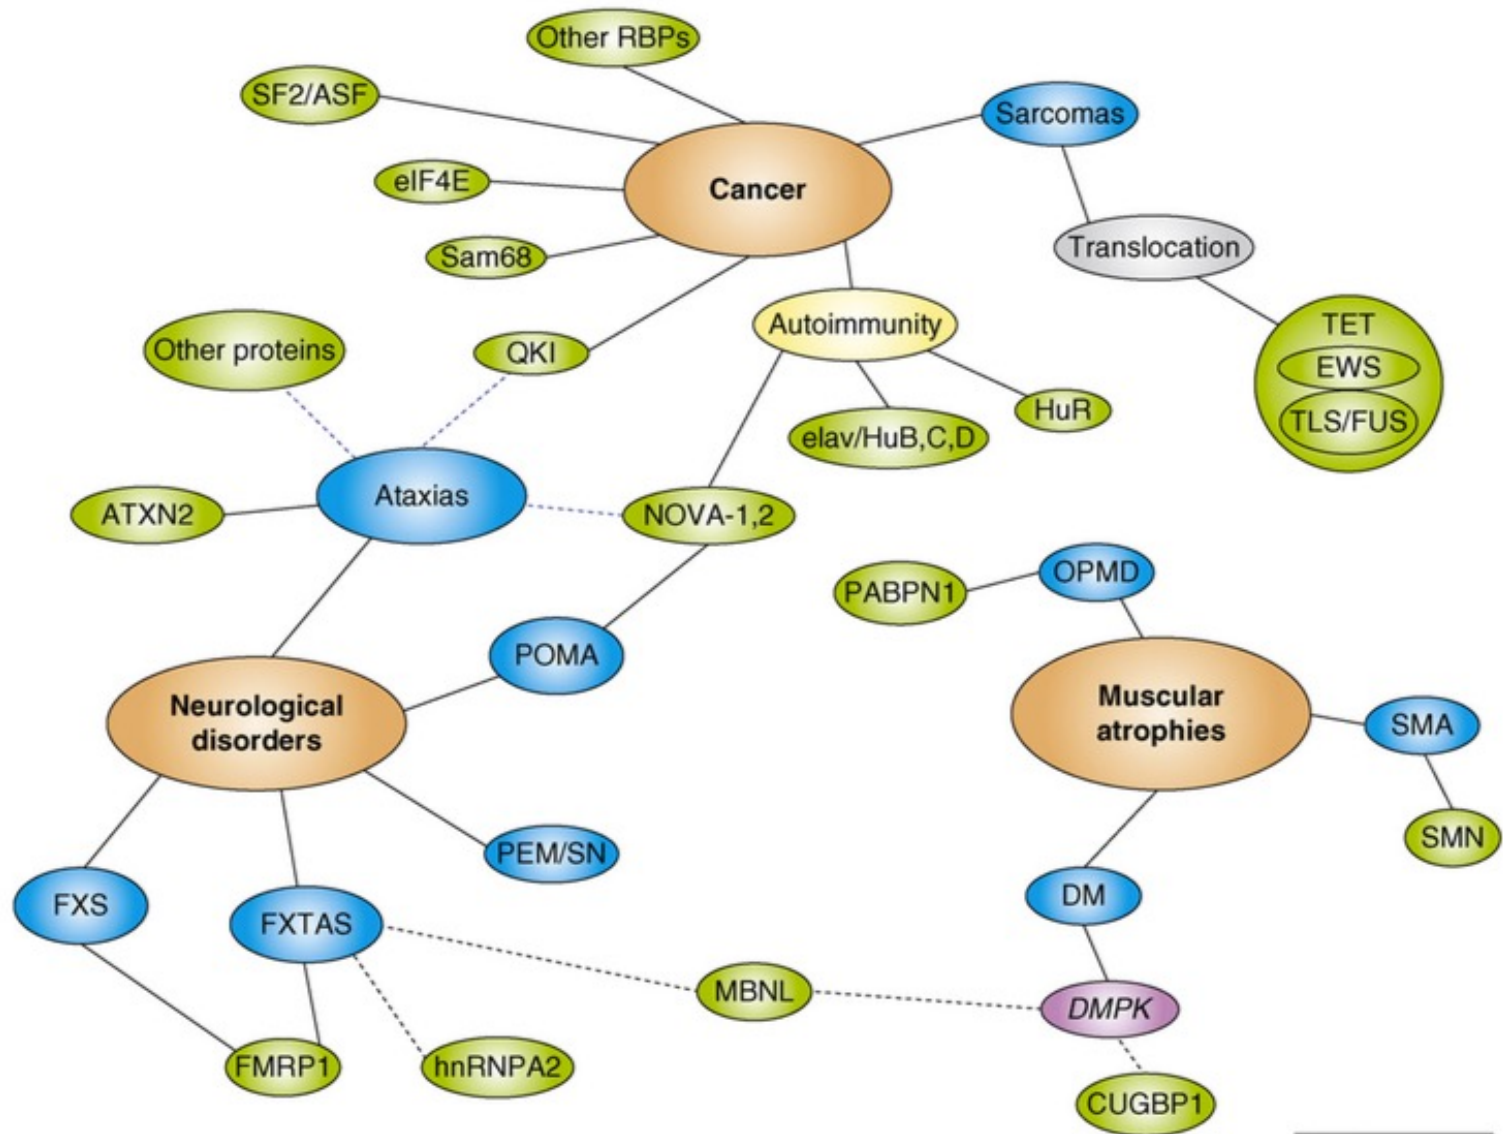 Other RBPs
SF2/ASF
Sarcomas
eIF4E
Cancer
Translocation
Sam68
Autoimmunity
TET
Other proteins
QKI
EWS
HuR
TLS/FUS
elav/HuB,C,D
Ataxias
ATXN2
NOVA-1,2
OPMD
PABPN1
POMA
Neurological
disorders
Muscular
atrophies
SMA
SMN
PEM/SN
DM
FXS
FXTAS
MBNL
DMPK
FMRP1
hnRNPA2
CUGBP1